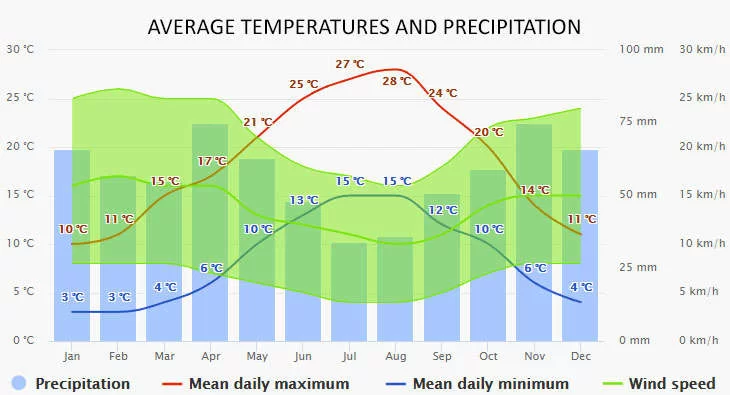 AVERAGE TEMPERATURES AND PRECIPITATION
30 °C 100 mm 30 km/h
27 °C
25 °C 28 °C
25 °C 24 °C 25 km/h
21 °C 75 mm
20 °C 20 °C 20 km/h
17 °C
15 °C 15 °C 15 °C
15 °C 13 °C 14 °C 50 mm 15 km/h
11 °C 12 °C 11 °C
10 °C 10 °C 10 °C
10 °C 10 km/h
6 °C 6 °C 25 mm
3 °C 3 °C 4 °C 4 °C
5 °C 5 km/h
0 °C 0 mm 0 km/h
Jan Feb Mar Apr May Jun Jul Aug Sep Oct Nov Dec
Precipitation Mean daily maximum Mean daily minimum Wind speed